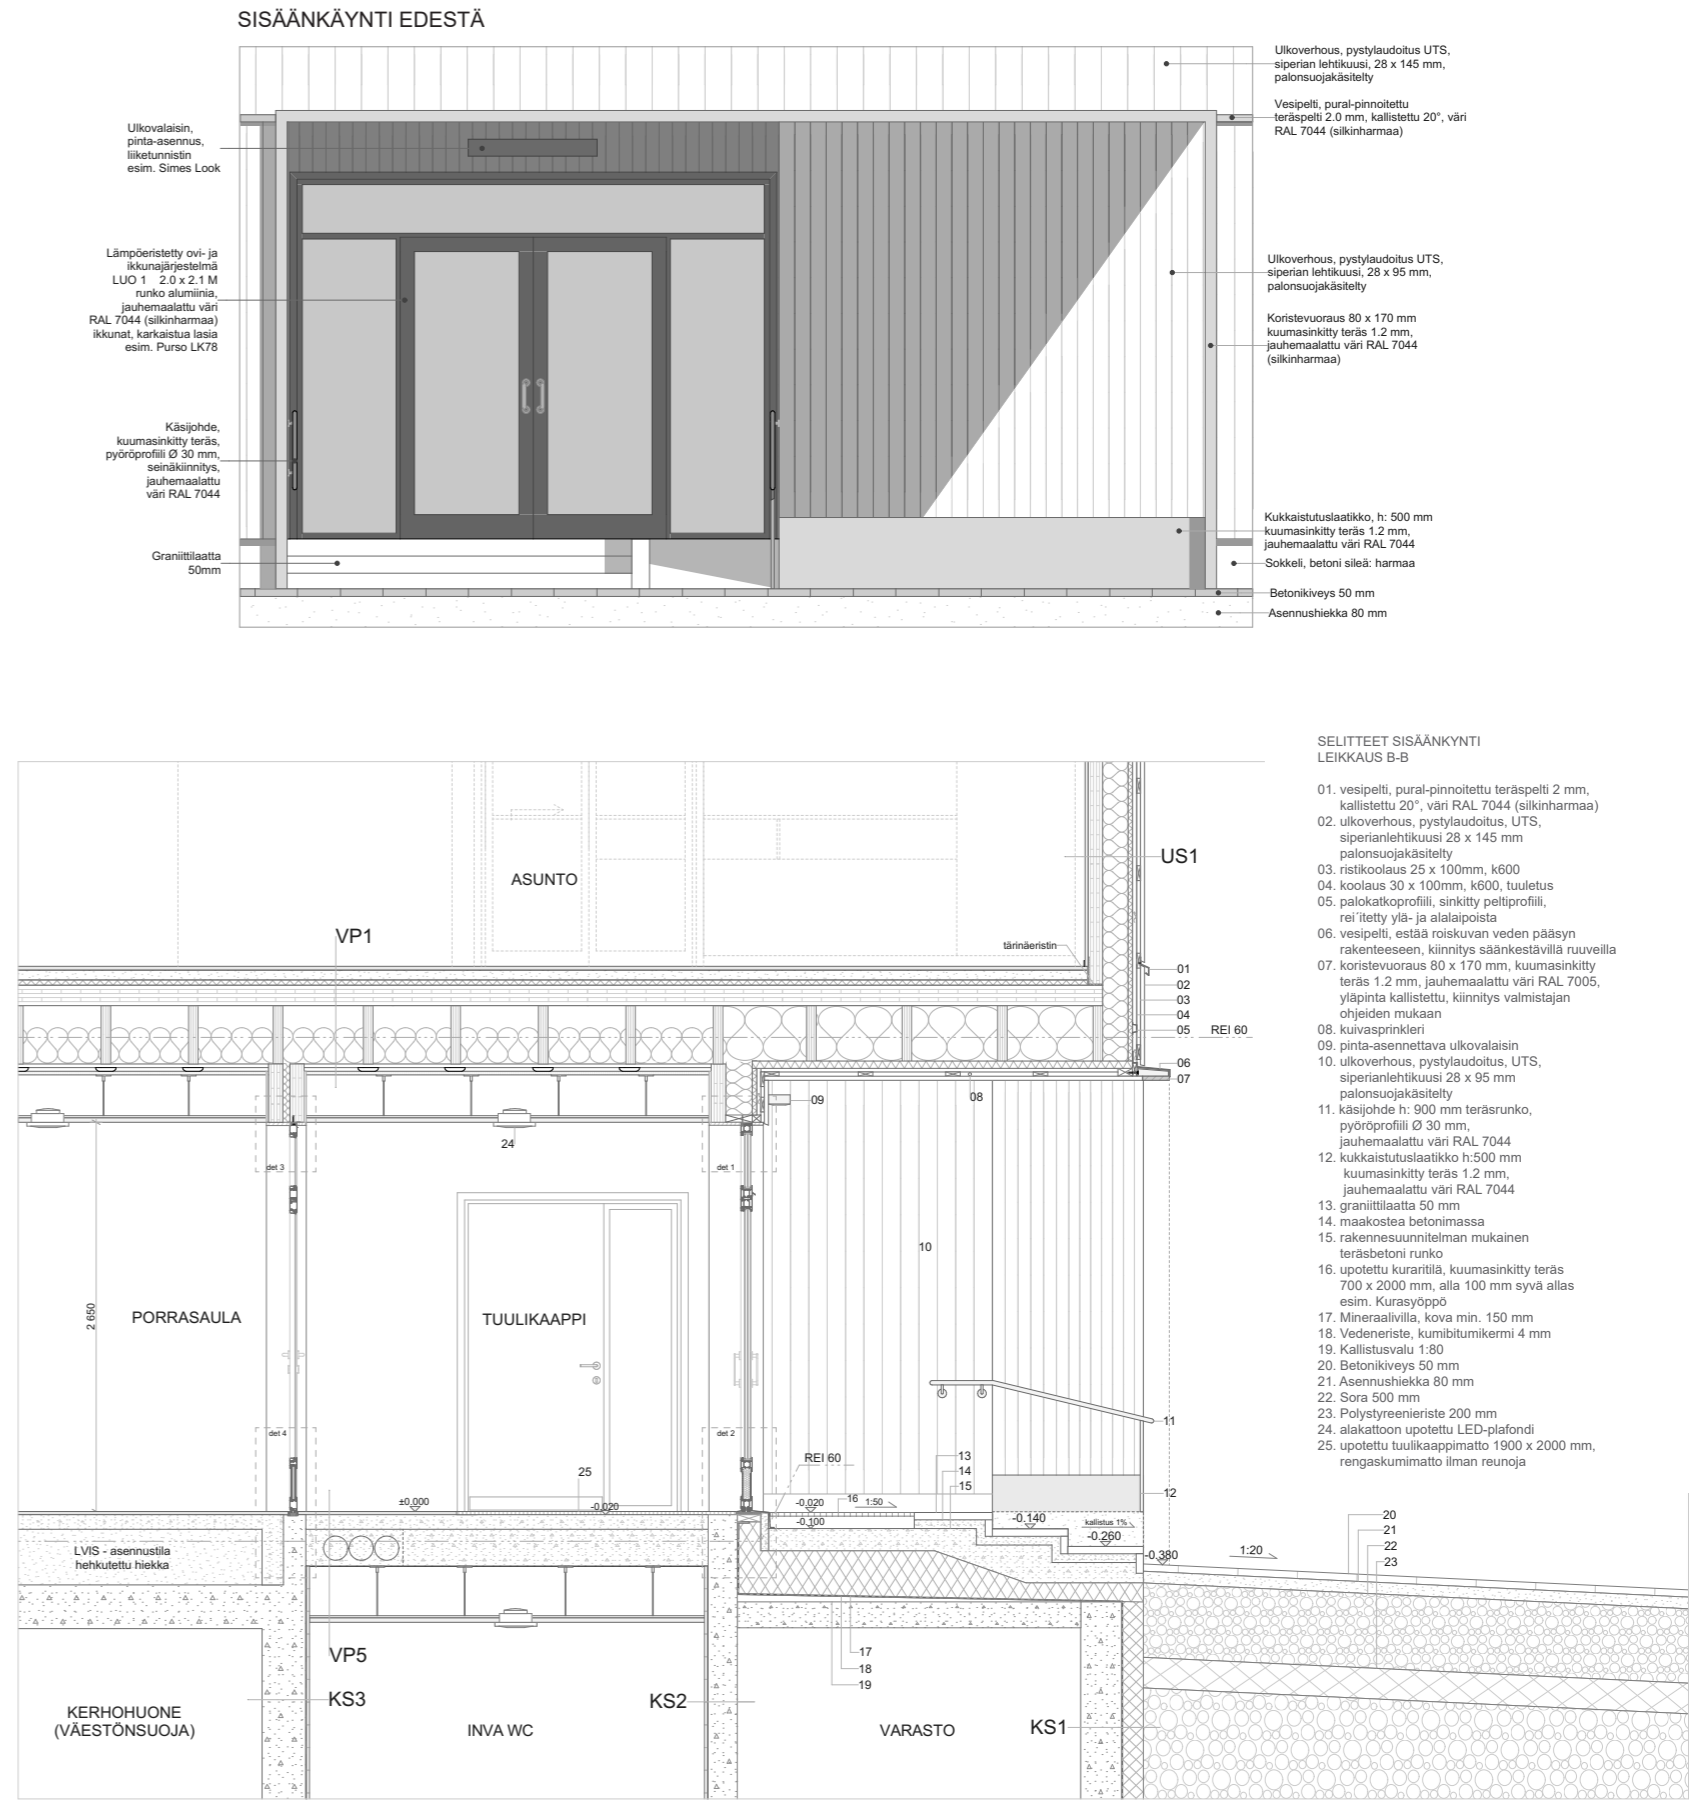 SISÄÄNKÄYNTI EDESTÄ
Ulkovalaisin,
pinta-asennus,
liiketunnistin
esim. Simes Look
Lämpöeristetty ovi- ja
ikkunajärjestelmä
LUO 1 2.0 x 2.1 M
runko alumiinia,
jauhemaalattu väri
RAL 7044 (silkinharmaa)
ikkunat, karkaistua lasia
esim. Purso LK78
Käsijohde,
kuumasinkitty teräs,
pyöröprofiili Ø 30 mm,
seinäkiinnitys,
jauhemaalattu
väri RAL 7044
Graniittilaatta
50mm
Ulkoverhous, pystylaudoitus UTS,
siperian lehtikuusi, 28 x 145 mm,
palonsuojakäsitelty
Vesipelti, pural-pinnoitettu
teräspelti 2.0 mm, kallistettu 20°, väri
RAL 7044 (silkinharmaa)
Ulkoverhous, pystylaudoitus UTS,
siperian lehtikuusi, 28 x 95 mm,
palonsuojakäsitelty
Koristevuoraus 80 x 170 mm
kuumasinkitty teräs 1.2 mm,
jauhemaalattu väri RAL 7044
(silkinharmaa)
Kukkaistutuslaatikko, h: 500 mm
kuumasinkitty teräs 1.2 mm,
jauhemaalattu väri RAL 7044
Sokkeli, betoni sileä: harmaa
Betonikiveys 50 mm
Asennushiekka 80 mm
ASUNTO
US1
VP1
tärinäeristin
01
02
03
04
05
REI 60
06
07
08
09
24
det 3
det 1
10
2 650
PORRASAULA
TUULIKAAPPI
11
det 4
det 2
REI 60
13
14
15
25
12
±0,000
-0,020
-0,020
16
1:50
-0,100
-0,140
kallistus 1%
-0,260
-0,380
1:20
20
21
22
23
LVIS - asennustila
hehkutettu hiekka
VP5
17
18
19
KS3
KS2
KS1
KERHOHUONE
(VÄESTÖNSUOJA)
INVA WC
VARASTO
SELITTEET SISÄÄNKYNTI
LEIKKAUS B-B
01. vesipelti, pural-pinnoitettu teräspelti 2 mm,
kallistettu 20°, väri RAL 7044 (silkinharmaa)
02. ulkoverhous, pystylaudoitus, UTS,
siperianlehtikuusi 28 x 145 mm
palonsuojakäsitelty
03. ristikoolaus 25 x 100mm, k600
04. koolaus 30 x 100mm, k600, tuuletus
05. palokatkoprofiili, sinkitty peltiprofiili,
rei´itetty ylä- ja alalaipoista
06. vesipelti, estää roiskuvan veden pääsyn
rakenteeseen, kiinnitys säänkestävillä ruuveilla
07. koristevuoraus 80 x 170 mm, kuumasinkitty
teräs 1.2 mm, jauhemaalattu väri RAL 7005,
yläpinta kallistettu, kiinnitys valmistajan
ohjeiden mukaan
08. kuivasprinkleri
09. pinta-asennettava ulkovalaisin
10. ulkoverhous, pystylaudoitus, UTS,
siperianlehtikuusi 28 x 95 mm
palonsuojakäsitelty
11. käsijohde h: 900 mm teräsrunko,
pyöröprofiili Ø 30 mm,
jauhemaalattu väri RAL 7044
12. kukkaistutuslaatikko h:500 mm
kuumasinkitty teräs 1.2 mm,
jauhemaalattu väri RAL 7044
13. graniittilaatta 50 mm
14. maakostea betonimassa
15. rakennesuunnitelman mukainen
teräsbetoni runko
16. upotettu kuraritilä, kuumasinkitty teräs
700 x 2000 mm, alla 100 mm syvä allas
esim. Kurasyöppö
17. Mineraalivilla, kova min. 150 mm
18. Vedeneriste, kumibitumikermi 4 mm
19. Kallistusvalu 1:80
20. Betonikiveys 50 mm
21. Asennushiekka 80 mm
22. Sora 500 mm
23. Polystyreenieriste 200 mm
24. alakattoon upotettu LED-plafondi
25. upotettu tuulikaappimatto 1900 x 2000 mm,
rengaskumimatto ilman reunoja